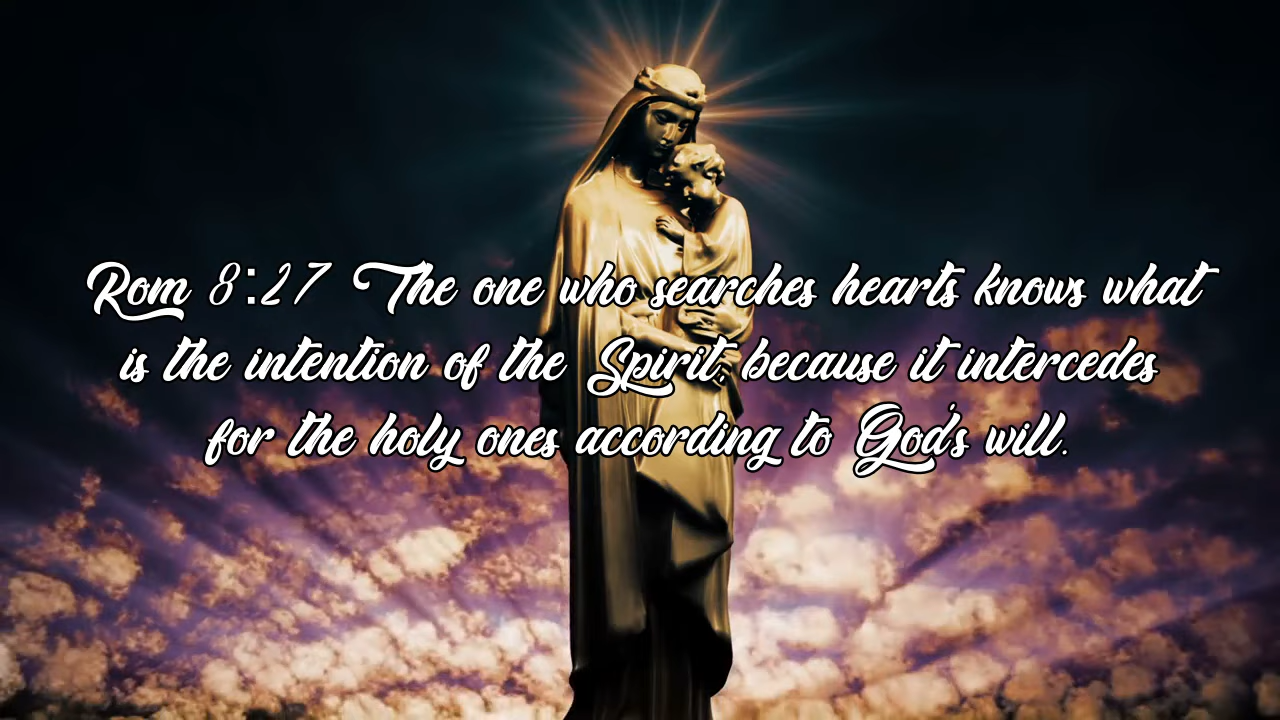 Rom 8:27 The one who searches hearts knows what
is the intention of the Spirit, because it intercedes
for the holy ones according to God's will.